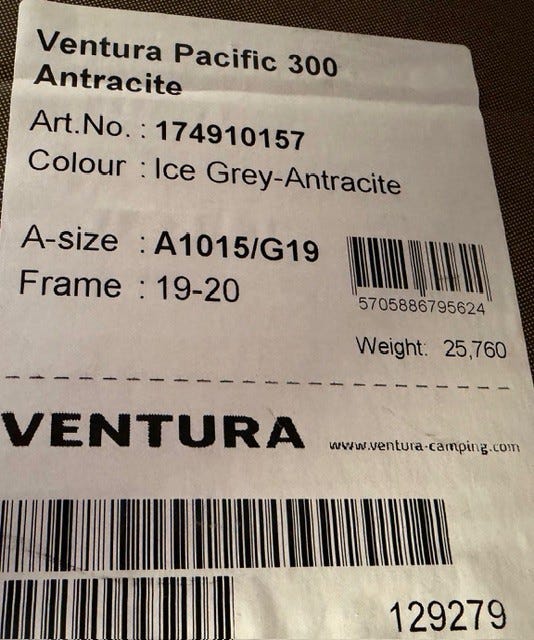 Ventura Pacific 300
Antracite
Art.No. : 174910157
Colour : Ice Grey-Antracite
A-size : A1015/G19
Frame : 19-20
5705886795624
Weight: 25,760
VENTURA
www.ventura-camping.com
129279